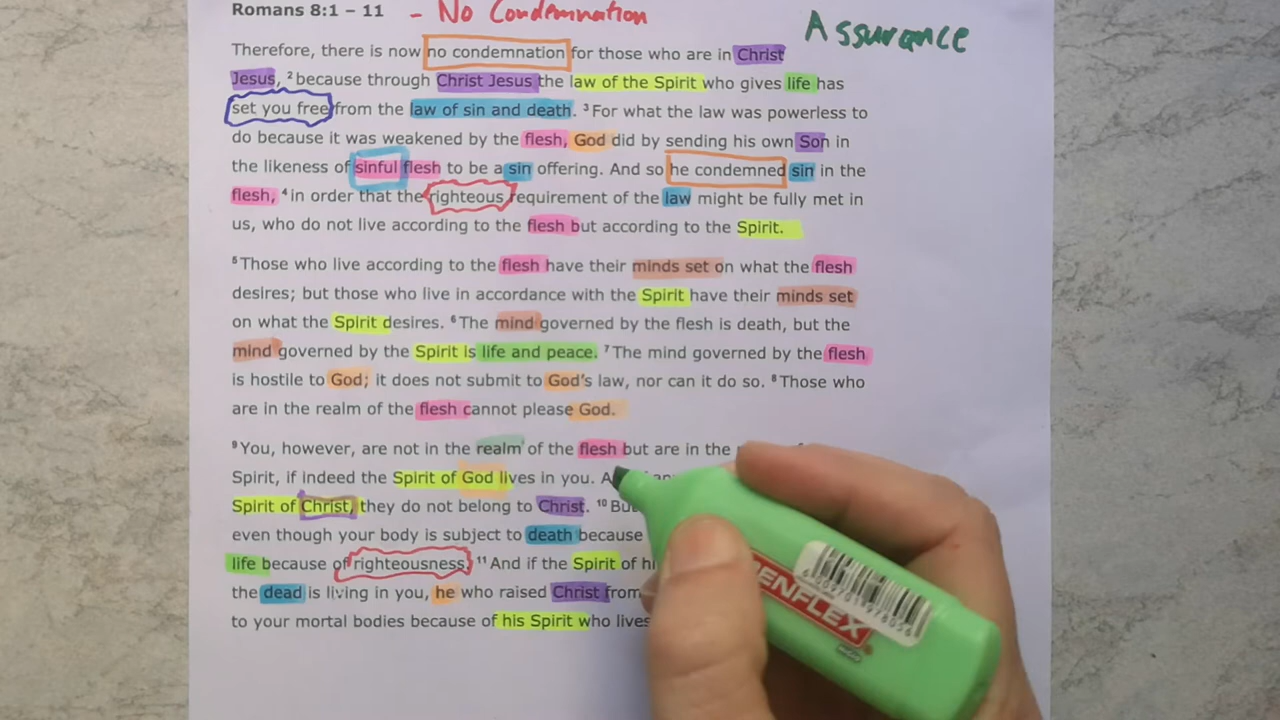 Romans 8:1 – 11 - No Condemnation
Assurance
Therefore, there is now no condemnation for those who are in Christ
Jesus, ²because through Christ Jesus the law of the Spirit who gives life has
set you free from the law of sin and death. ³For what the law was powerless to
do because it was weakened by the flesh, God did by sending his own Son in
the likeness of sinful flesh to be a sin offering. And so he condemned sin in the
flesh, ⁴in order that the righteous requirement of the law might be fully met in
us, who do not live according to the flesh but according to the Spirit.
⁵Those who live according to the flesh have their minds set on what the flesh
desires; but those who live in accordance with the Spirit have their minds set
on what the Spirit desires. ⁶The mind governed by the flesh is death, but the
mind governed by the Spirit is life and peace. ⁷The mind governed by the flesh
is hostile to God; it does not submit to God's law, nor can it do so. ⁸Those who
are in the realm of the flesh cannot please God.
⁹You, however, are not in the realm of the flesh but are in the
Spirit, if indeed the Spirit of God lives in you.
Spirit of Christ, they do not belong to Christ. ¹⁰But
even though your body is subject to death because
life because of righteousness. ¹¹And if the Spirit of
the dead is living in you, he who raised Christ from
to your mortal bodies because of his Spirit who lives
PENFLEX